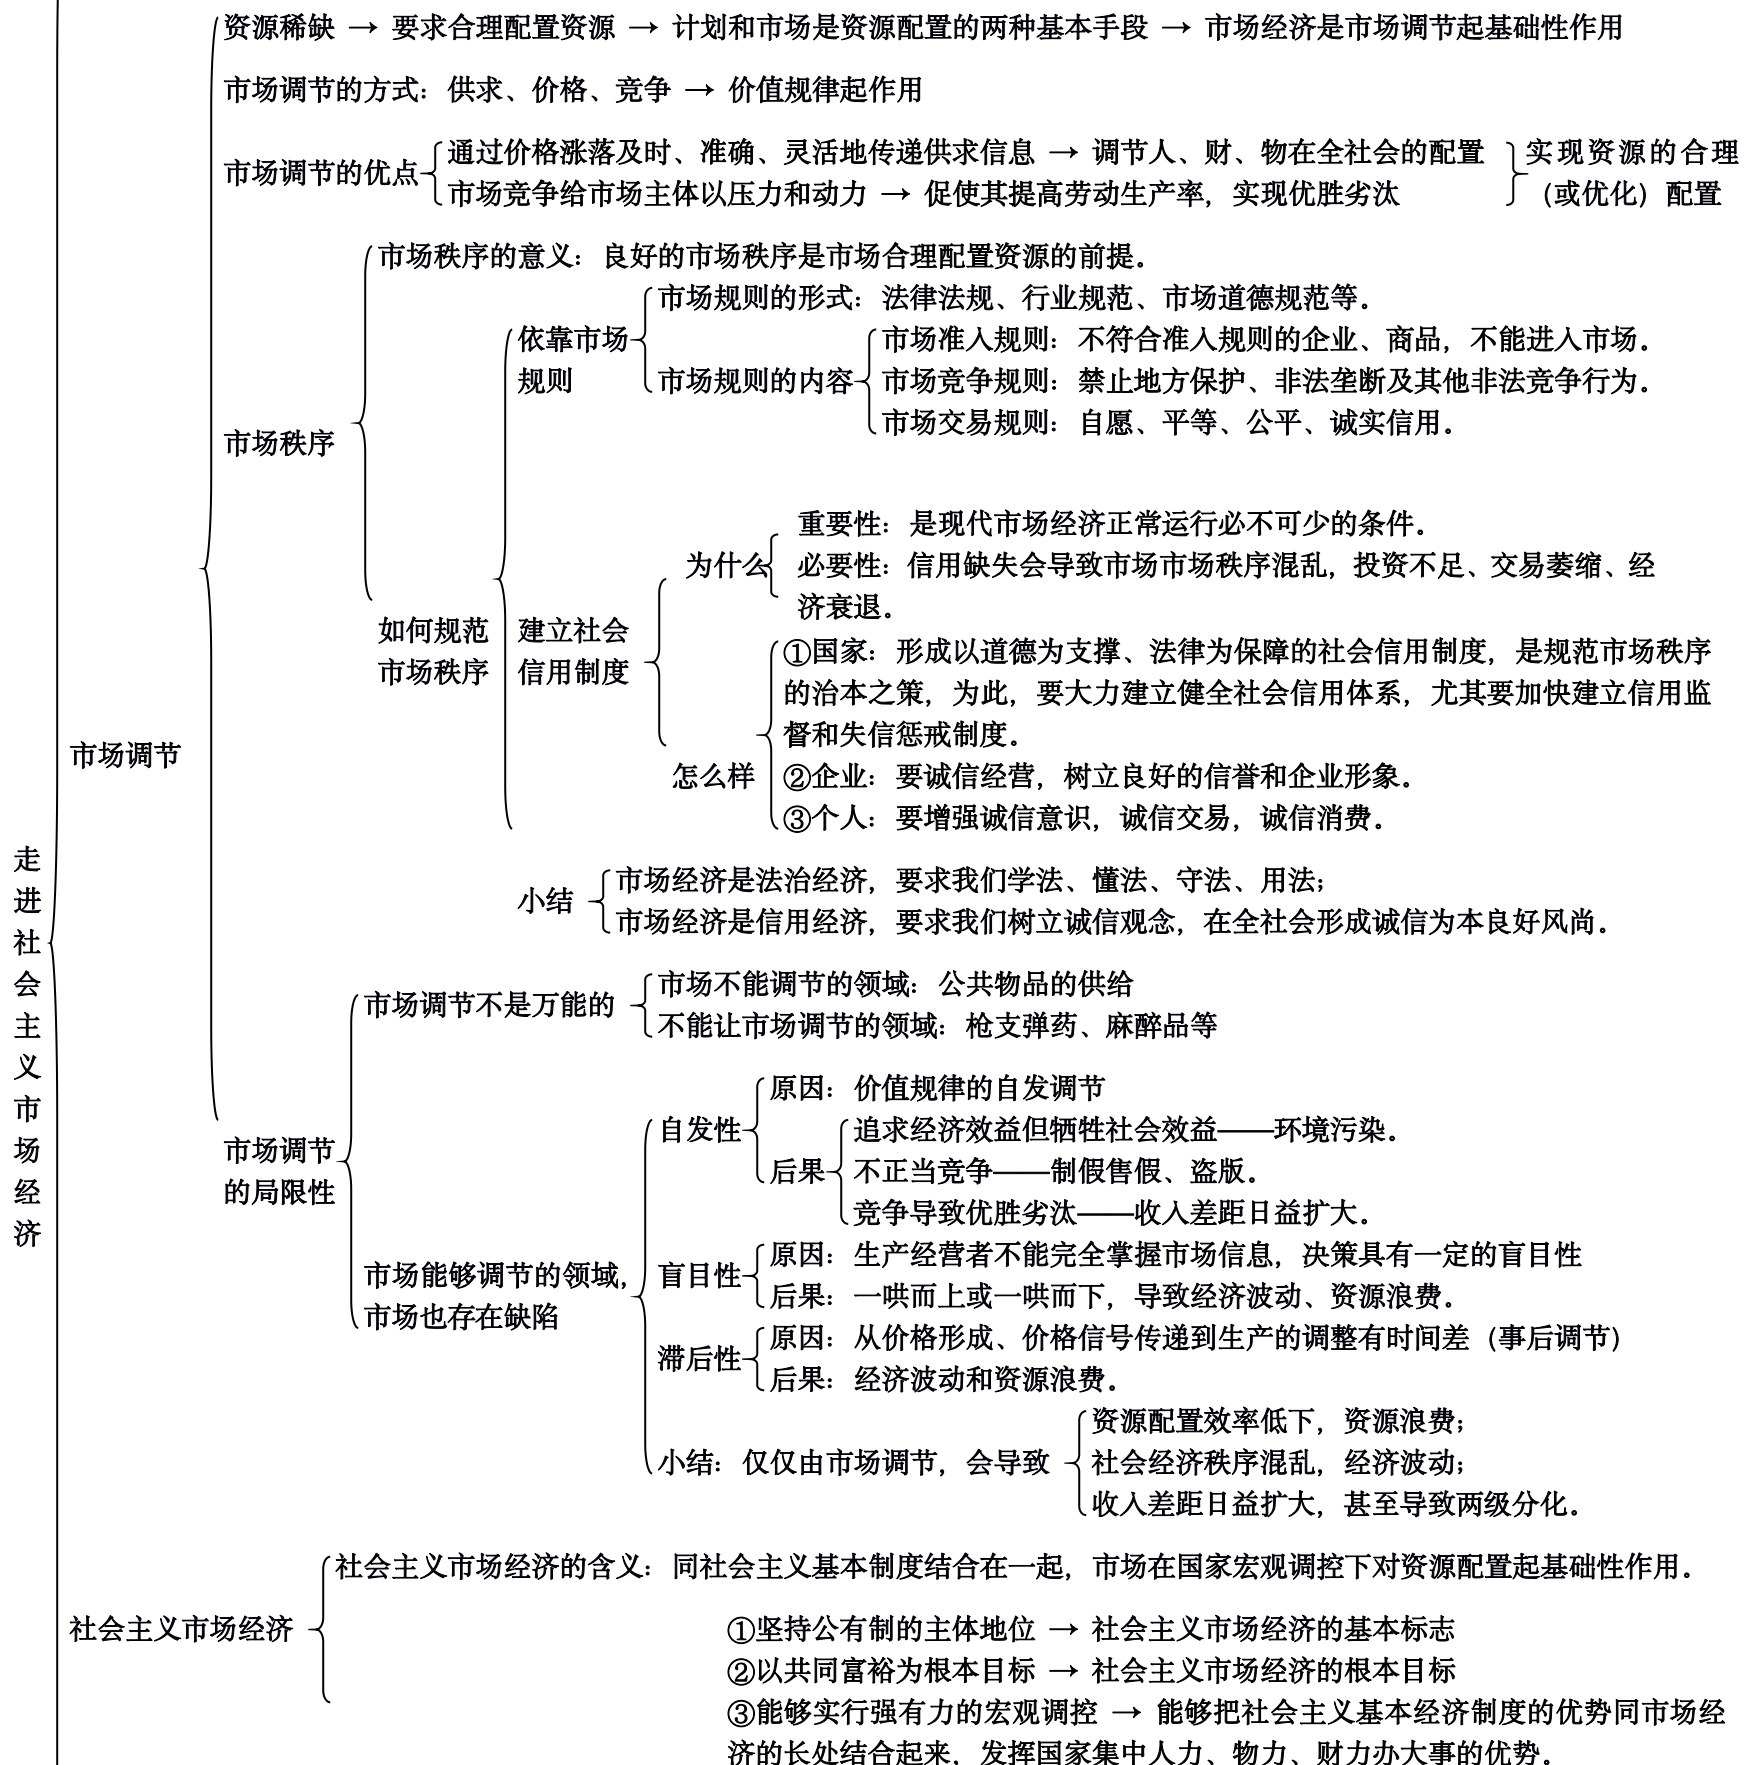 资源稀缺 → 要求合理配置资源 → 计划和市场是资源配置的两种基本手段 → 市场经济是市场调节起基础性作用
市场调节的方式：供求、价格、竞争 → 价值规律起作用
市场调节的优点
通过价格涨落及时、准确、灵活地传递供求信息 → 调节人、财、物在全社会的配置
市场竞争给市场主体以压力和动力 → 促使其提高劳动生产率，实现优胜劣汰
实现资源的合理
（或优化）配置
市场秩序
市场秩序的意义：良好的市场秩序是市场合理配置资源的前提。
如何规范
市场秩序
依靠市场
规则
市场规则的形式：法律法规、行业规范、市场道德规范等。
市场规则的内容
市场准入规则：不符合准入规则的企业、商品，不能进入市场。
市场竞争规则：禁止地方保护、非法垄断及其他非法竞争行为。
市场交易规则：自愿、平等、公平、诚实信用。
建立社会
信用制度
为什么
重要性：是现代市场经济正常运行必不可少的条件。
必要性：信用缺失会导致市场市场秩序混乱，投资不足、交易萎缩、经
济衰退。
怎么样
①国家：形成以道德为支撑、法律为保障的社会信用制度，是规范市场秩序
的治本之策，为此，要大力建立健全社会信用体系，尤其要加快建立信用监
督和失信惩戒制度。
②企业：要诚信经营，树立良好的信誉和企业形象。
③个人：要增强诚信意识，诚信交易，诚信消费。
小结
市场经济是法治经济，要求我们学法、懂法、守法、用法；
市场经济是信用经济，要求我们树立诚信观念，在全社会形成诚信为本良好风尚。
市场调节
走
进
社
会
主
义
市
场
经
济
市场调节
的局限性
市场调节不是万能的
市场不能调节的领域：公共物品的供给
不能让市场调节的领域：枪支弹药、麻醉品等
市场能够调节的领域，
市场也存在缺陷
自发性
原因：价值规律的自发调节
后果
追求经济效益但牺牲社会效益——环境污染。
不正当竞争——制假售假、盗版。
竞争导致优胜劣汰——收入差距日益扩大。
盲目性
原因：生产经营者不能完全掌握市场信息，决策具有一定的盲目性
后果：一哄而上或一哄而下，导致经济波动、资源浪费。
滞后性
原因：从价格形成、价格信号传递到生产的调整有时间差（事后调节）
后果：经济波动和资源浪费。
小结：仅仅由市场调节，会导致
资源配置效率低下，资源浪费；
社会经济秩序混乱，经济波动；
收入差距日益扩大，甚至导致两级分化。
社会主义市场经济
社会主义市场经济的含义：同社会主义基本制度结合在一起，市场在国家宏观调控下对资源配置起基础性作用。
①坚持公有制的主体地位 → 社会主义市场经济的基本标志
②以共同富裕为根本目标 → 社会主义市场经济的根本目标
③能够实行强有力的宏观调控 → 能够把社会主义基本经济制度的优势同市场经
济的长处结合起来，发挥国家集中人力、物力、财力办大事的优势。